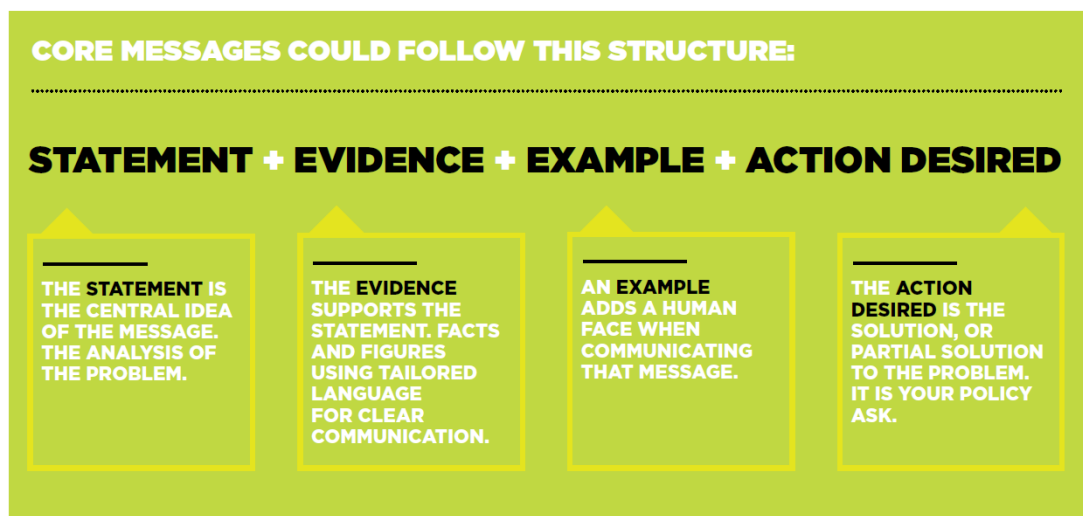 CORE MESSAGES COULD FOLLOW THIS STRUCTURE:
STATEMENT + EVIDENCE + EXAMPLE + ACTION DESIRED
THE STATEMENT IS
THE CENTRAL IDEA
OF THE MESSAGE.
THE ANALYSIS OF
THE PROBLEM.
THE EVIDENCE
SUPPORTS THE
STATEMENT. FACTS
AND FIGURES
USING TAILORED
LANGUAGE
FOR CLEAR
COMMUNICATION.
AN EXAMPLE
ADDS A HUMAN
FACE WHEN
COMMUNICATING
THAT MESSAGE.
THE ACTION
DESIRED IS THE
SOLUTION, OR
PARTIAL SOLUTION
TO THE PROBLEM.
IT IS YOUR POLICY
ASK.